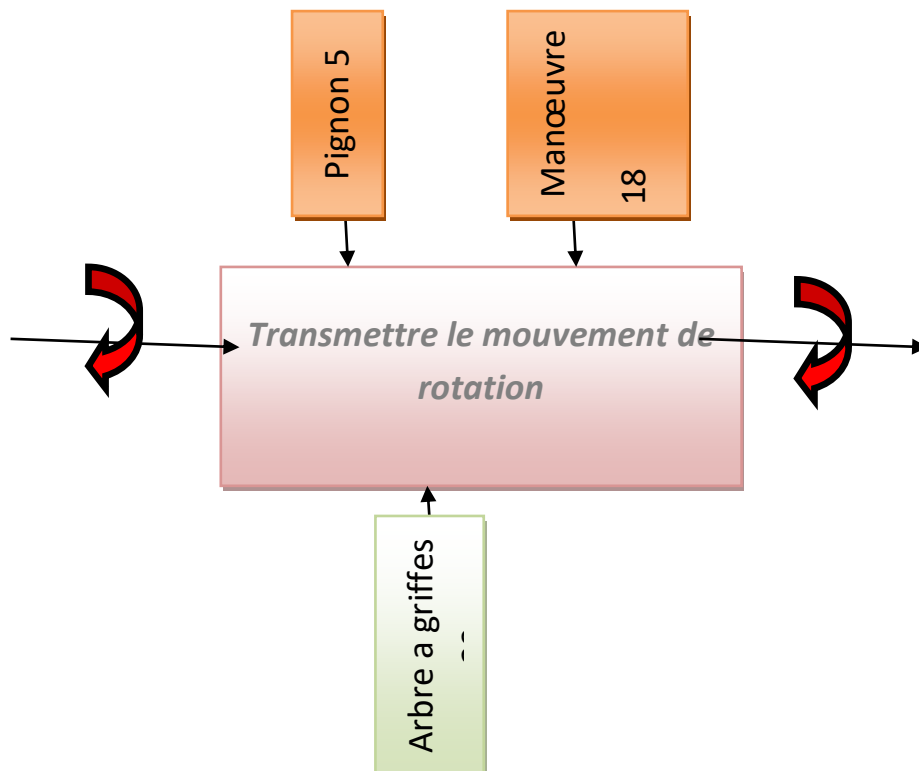 Pignon 5
Manœuvre
18
Transmettre le mouvement de
rotation
Arbre a griffes